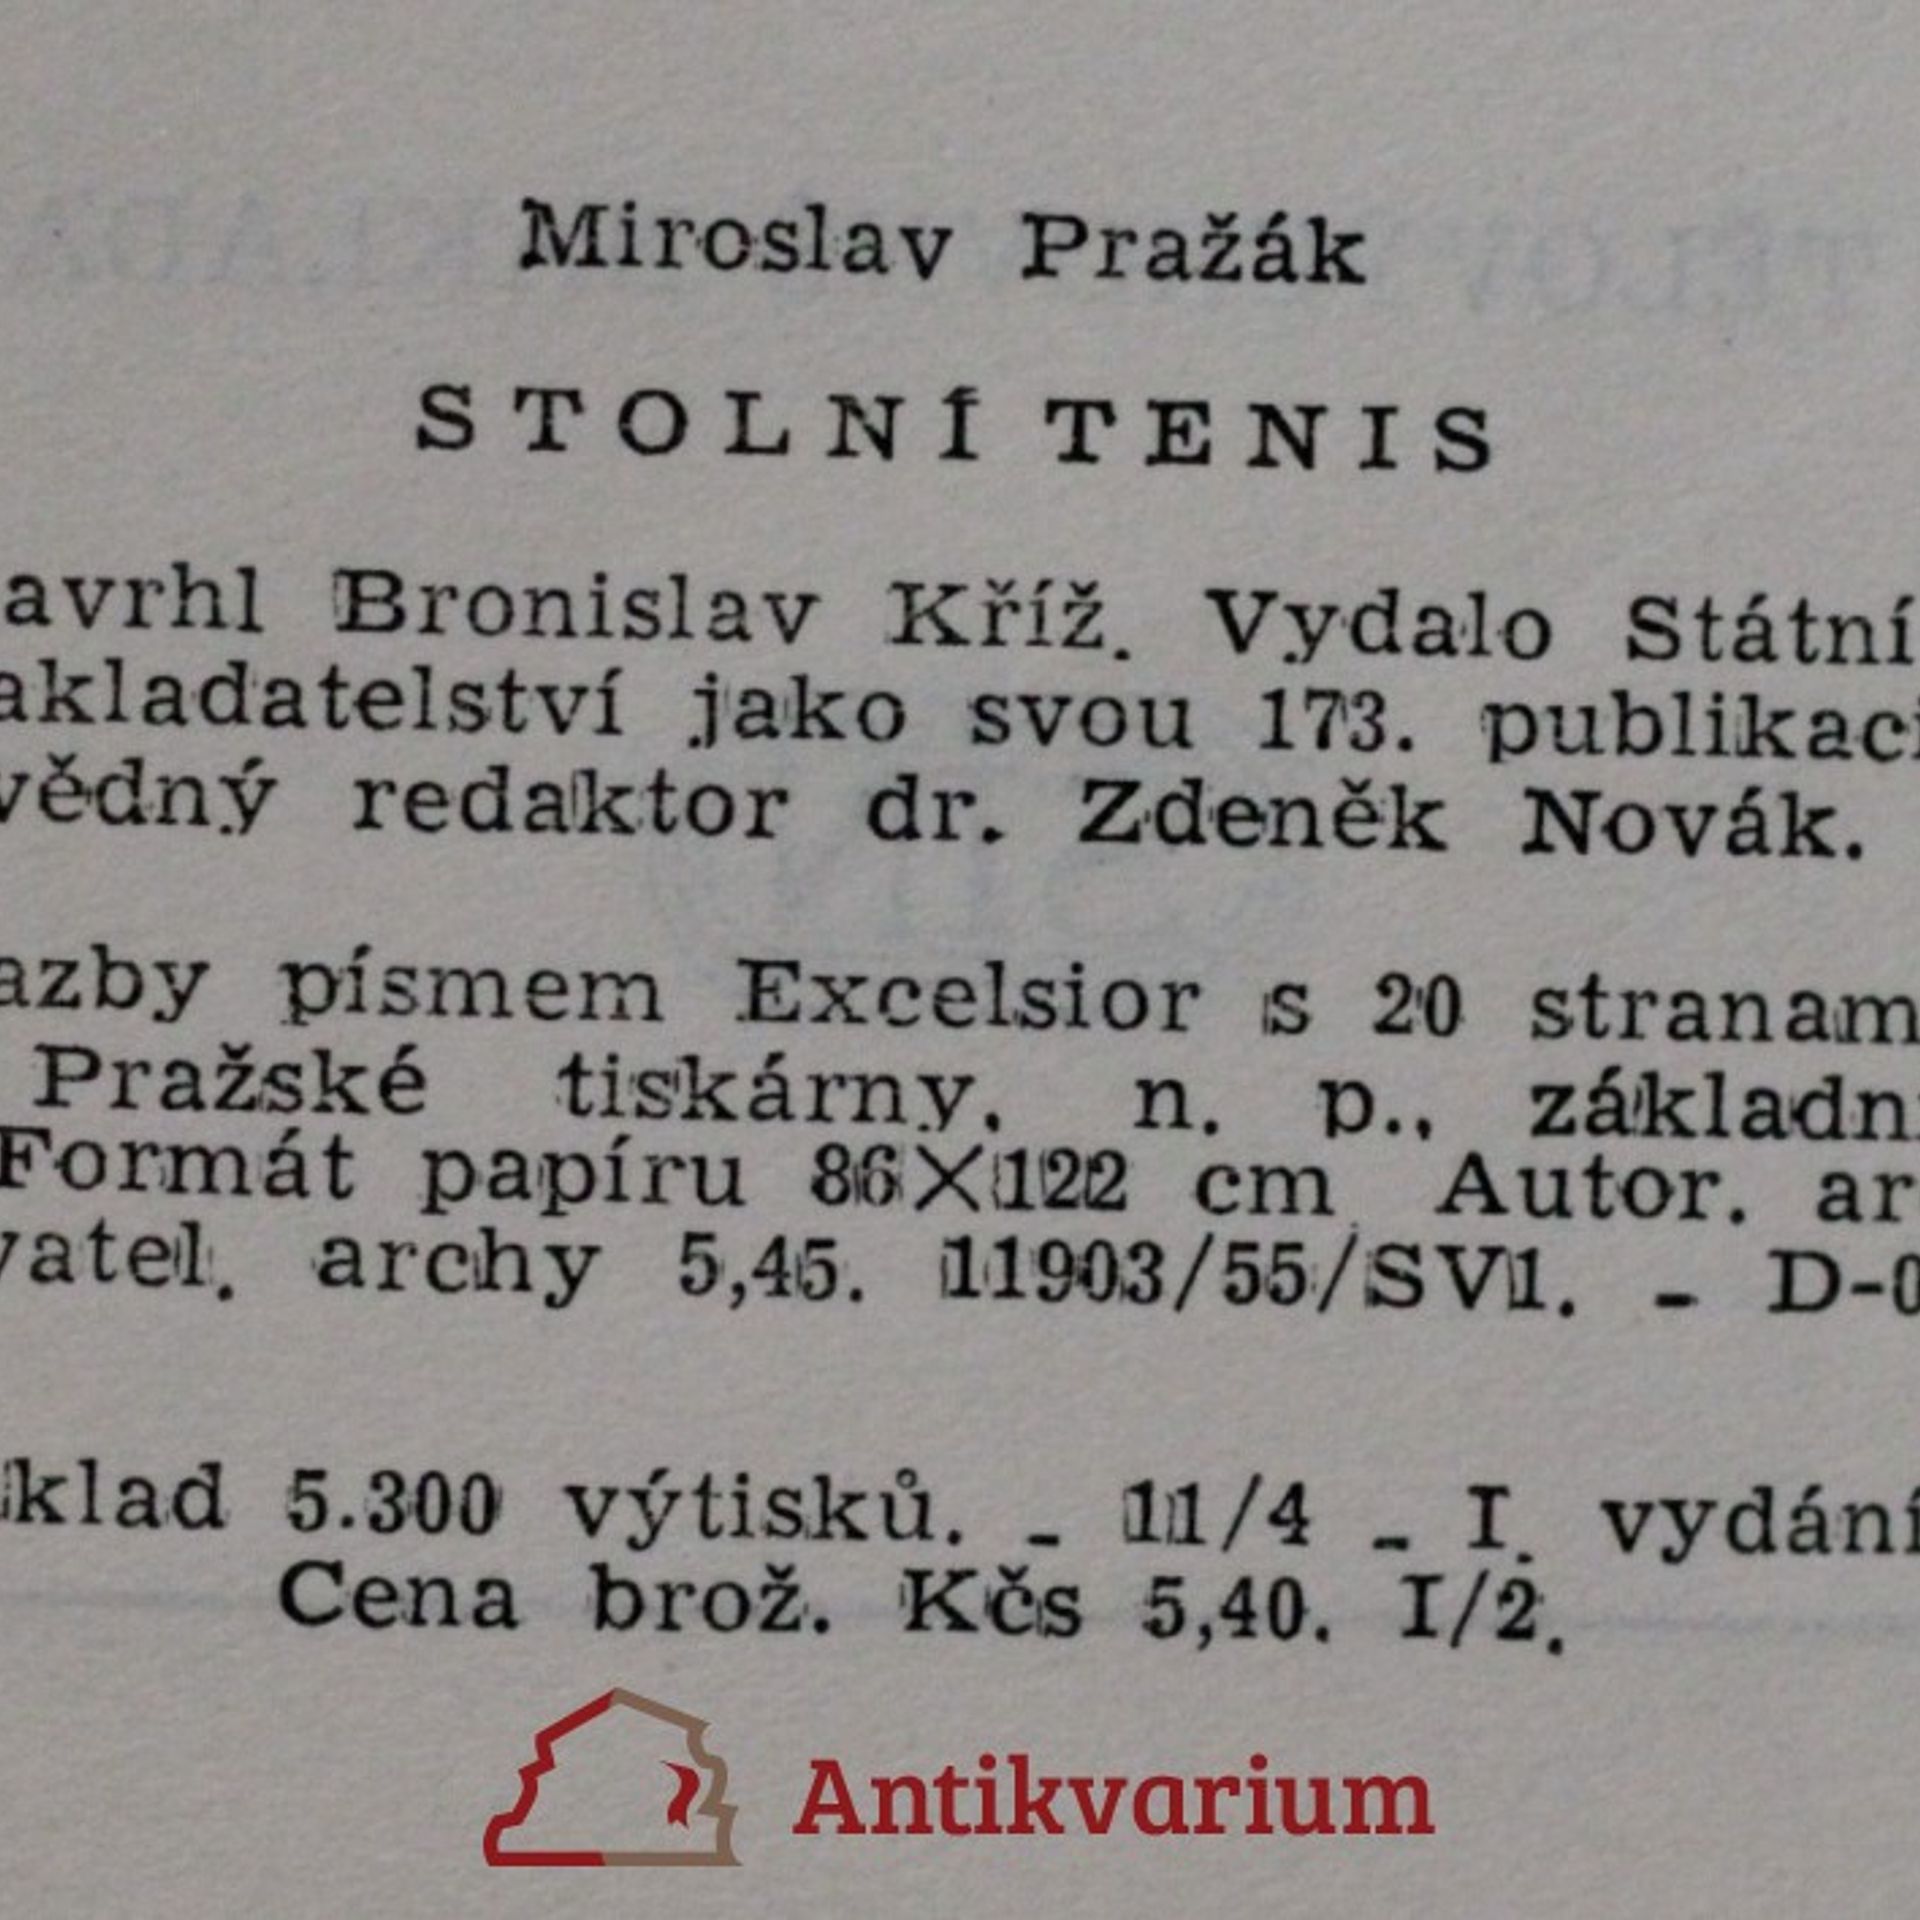 Miroslav Pražák
STOLNÍ TENIS
avrhl Bronislav Kříž. Vydalo Státní
akladatelství jako svou 173. publikaci
vědný redaktor dr. Zdeněk Novák.
azby písmem Excelsior s 20 stranam
Pražské tiskárny, n. p., základní
Formát papíru 86×122 cm Autor. ar
vatel. archy 5,45. 11903/55/SV1. - D-0
klad 5.300 výtisků. - 11/4 - I. vydání
Cena brož. Kčs 5,40. I/2.
Antikvarium